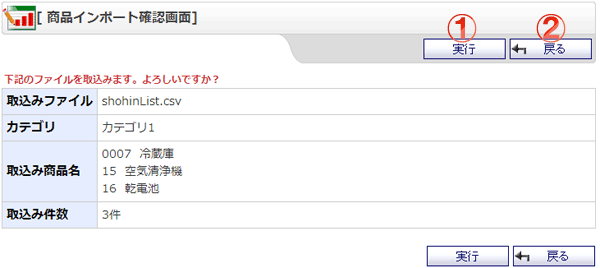 [ 商品インポート確認画面]
① ②
実行 戻る
下記のファイルを取込みます。よろしいですか？
取込みファイル shohinList.csv
カテゴリ カテゴリ1
取込み商品名 0007 冷蔵庫
15 空気清浄機
16 乾電池
取込み件数 3件
実行 戻る